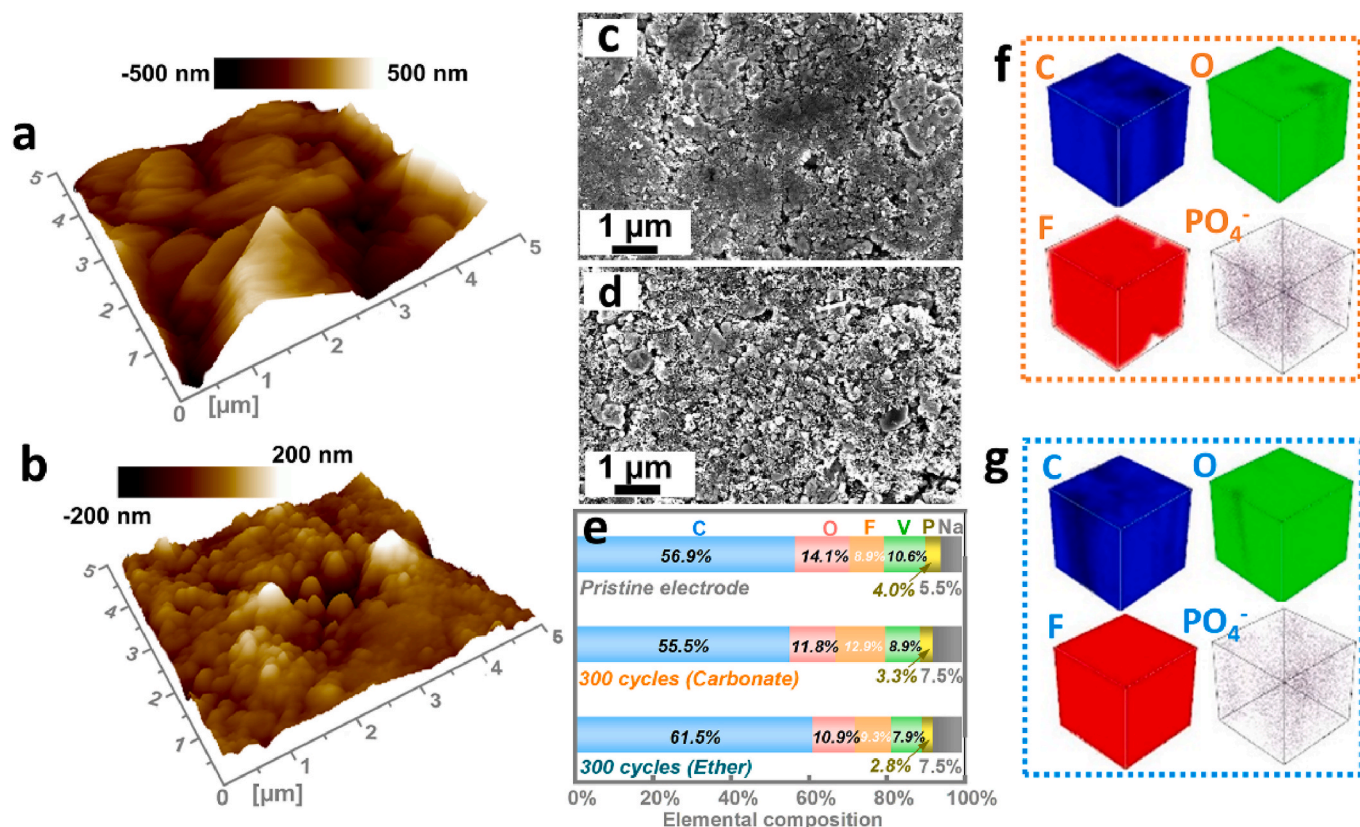 a
-500 nm 500 nm
5
4
3
2
1
0
[µm]
1
2
3
4
5
b
-200 nm 200 nm
5
4
3
2
1
0
[µm]
1
2
3
4
5
c
1 µm
d
1 µm
e
C O F V P Na
56.9% 14.1% 8.9% 10.6%
Pristine electrode 4.0% 5.5%
55.5% 11.8% 12.9% 8.9%
300 cycles (Carbonate) 3.3% 7.5%
61.5% 10.9% 9.3% 7.9%
300 cycles (Ether) 2.8% 7.5%
0% 20% 40% 60% 80% 100%
Elemental composition
f
C O
F PO₄⁻
g
C O
F PO₄⁻